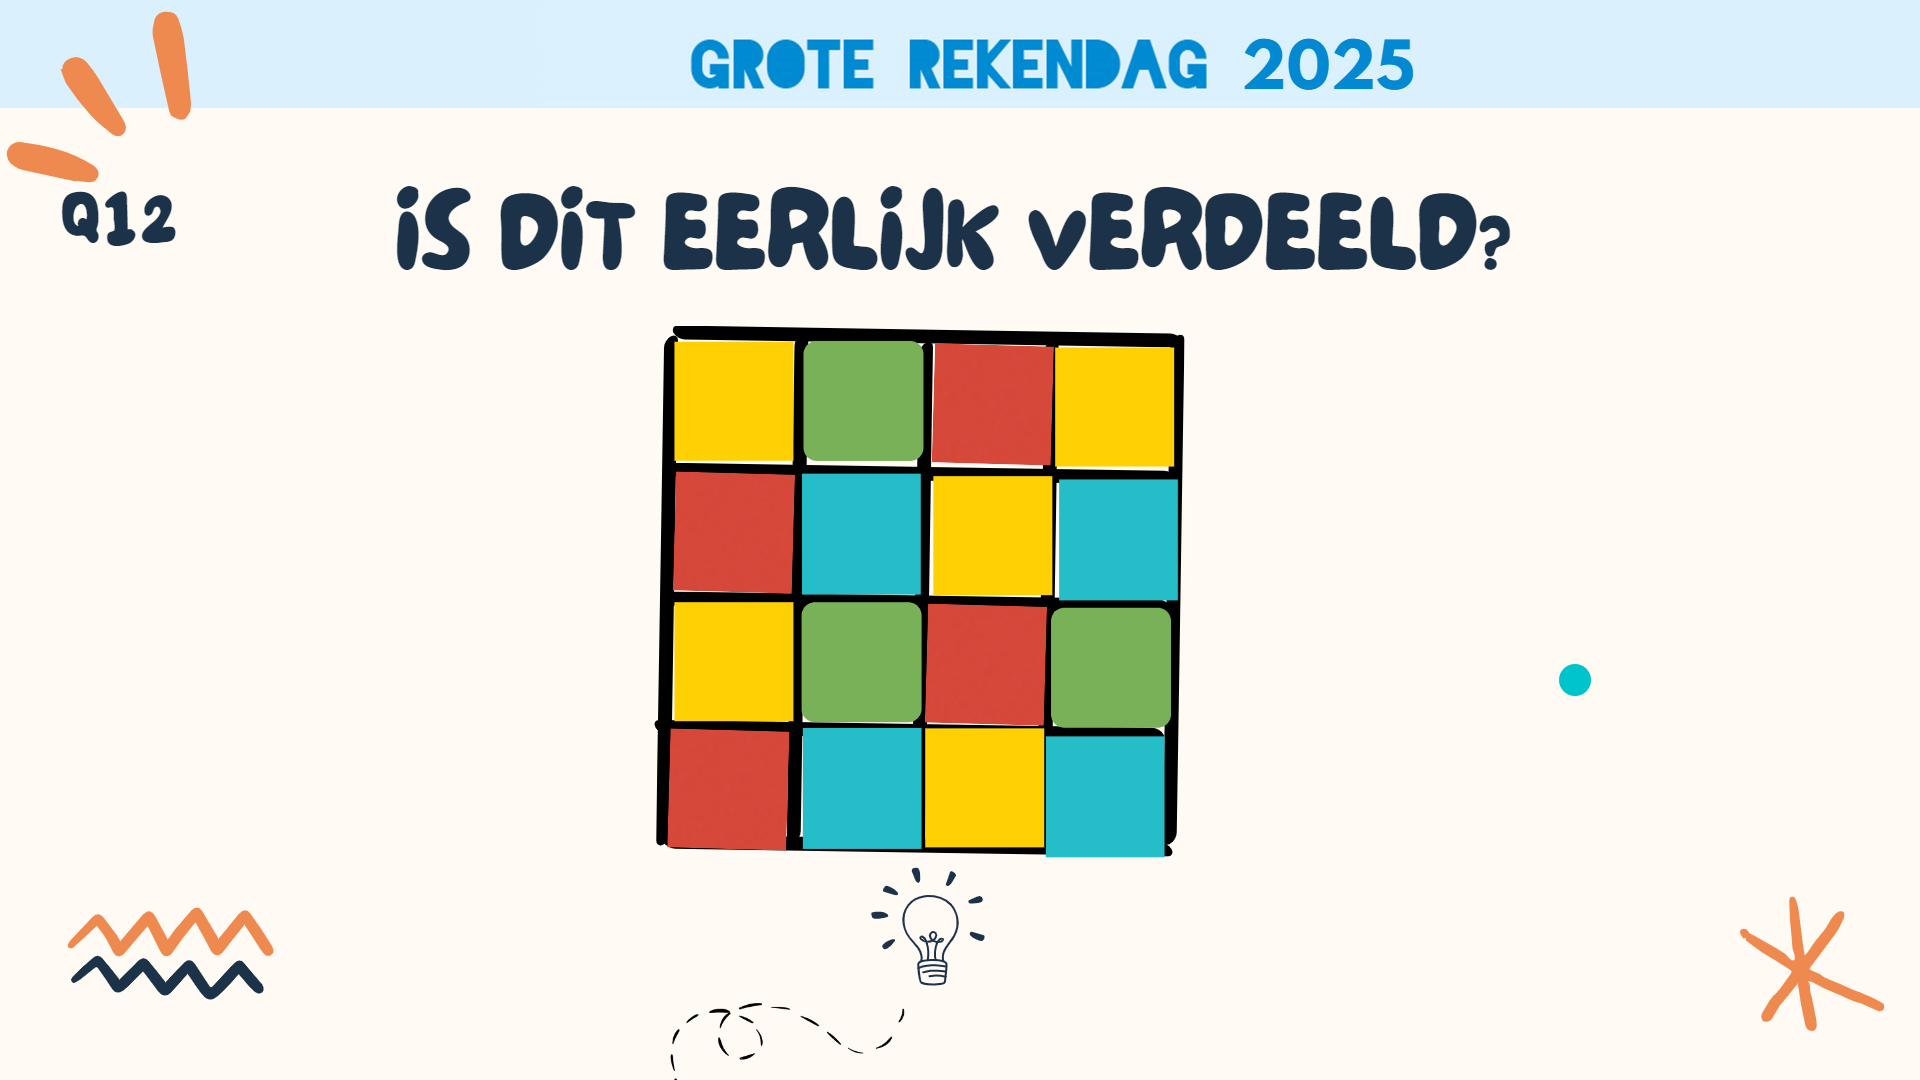 GROTE REKENDAG 2025
Q12
iS DiT EERLiJK VERDEELD?